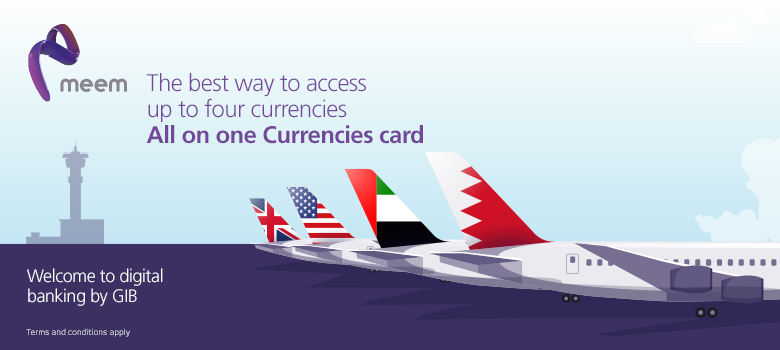 meem
The best way to access
up to four currencies
All on one Currencies card
Welcome to digital
banking by GIB
Terms and conditions apply